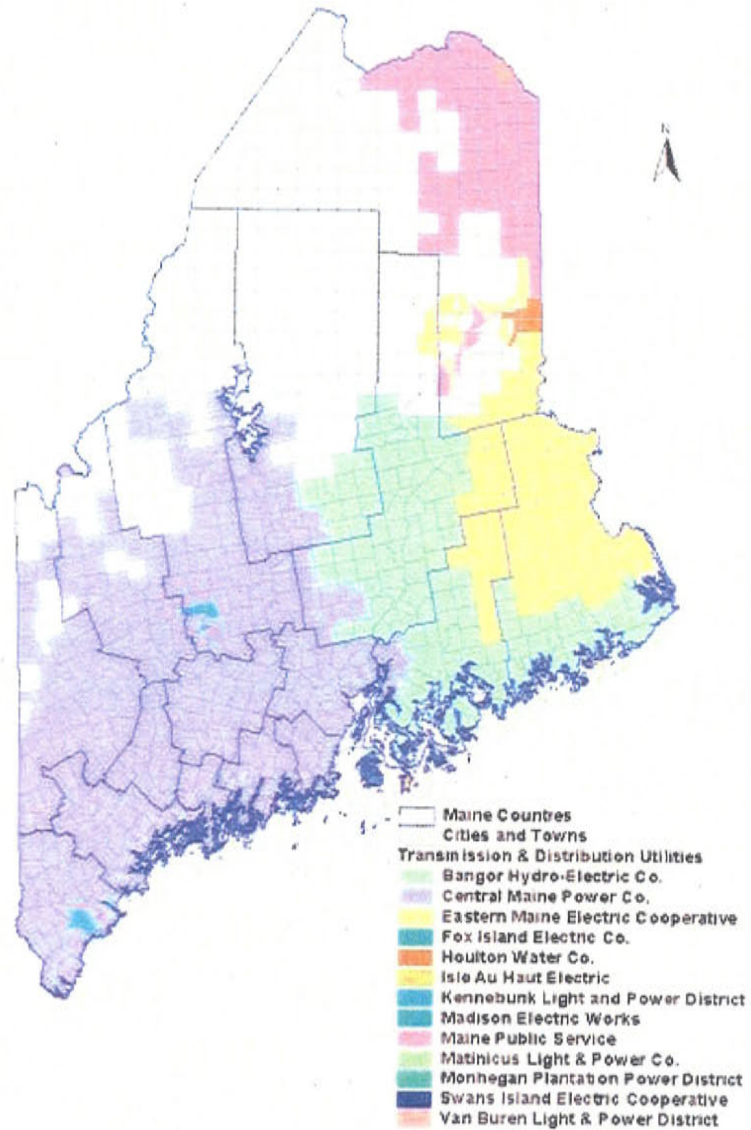 N
Maine Countres
Cities and Towns
Transmission & Distribution Utilities
Bangor Hydro-Electric Co.
Central Maine Power Co.
Eastern Maine Electric Cooperative
Fox Island Electric Co.
Houlton Water Co.
Isle Au Haut Electric
Kennebunk Light and Power District
Madison Electric Works
Maine Public Service
Matinicus Light & Power Co.
Monhegan Plantation Power District
Swans Island Electric Cooperative
Van Buren Light & Power District